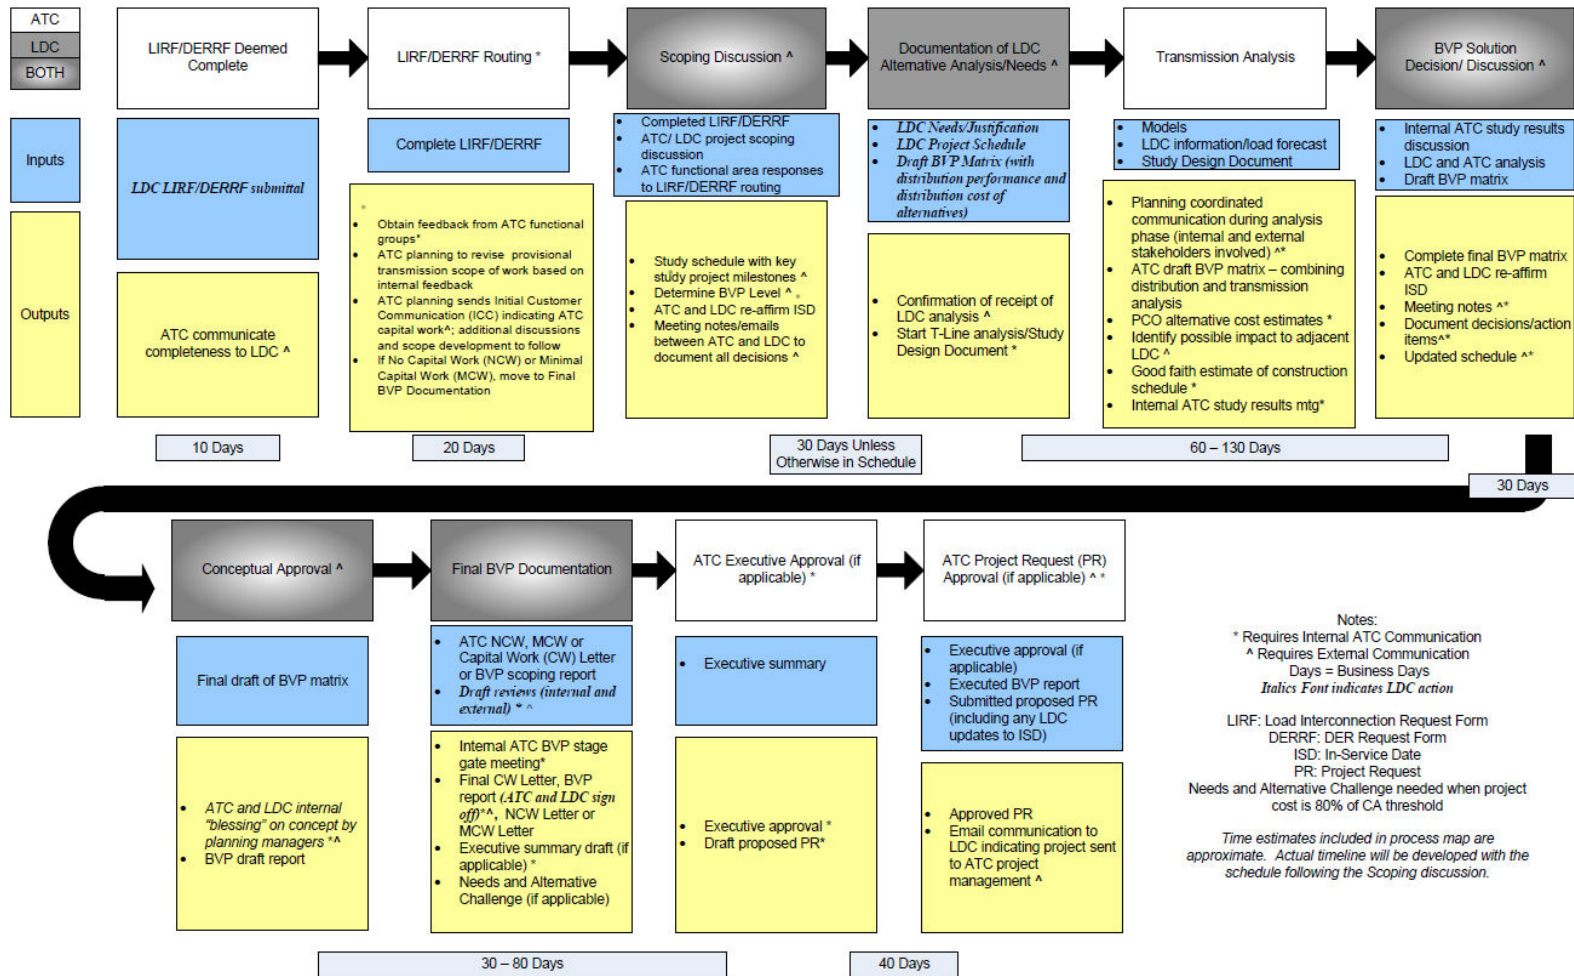 ATC
LDC
BOTH
LIRF/DERRF Deemed
Complete
LIRF/DERRF Routing *
Scoping Discussion ^
Documentation of LDC
Alternative Analysis/Needs ^
Transmission Analysis
BVP Solution
Decision/ Discussion ^
Inputs
LDC LIRF/DERRF submittal
Complete LIRF/DERRF
• Completed LIRF/DERRF
• ATC/ LDC project scoping
discussion
• ATC functional area responses
to LIRF/DERRF routing
• LDC Needs/Justification
• LDC Project Schedule
• Draft BVP Matrix (with
distribution performance and
distribution cost of
alternatives)
• Models
• LDC information/load forecast
• Study Design Document
• Internal ATC study results
discussion
• LDC and ATC analysis
• Draft BVP matrix
Outputs
ATC communicate
completeness to LDC ^
*
• Obtain feedback from ATC functional
groups*
• ATC planning to revise provisional
transmission scope of work based on
internal feedback
• ATC planning sends Initial Customer
Communication (ICC) indicating ATC
capital work^; additional discussions
and scope development to follow
• If No Capital Work (NCW) or Minimal
Capital Work (MCW), move to Final
BVP Documentation
• Study schedule with key
study project milestones ^
• Determine BVP Level ^ *
• ATC and LDC re-affirm ISD
• Meeting notes/emails
between ATC and LDC to
document all decisions ^
• Confirmation of receipt of
LDC analysis ^
• Start T-Line analysis/Study
Design Document *
• Planning coordinated
communication during analysis
phase (internal and external
stakeholders involved) ^*
• ATC draft BVP matrix – combining
distribution and transmission
analysis
• PCO alternative cost estimates *
• Identify possible impact to adjacent
LDC ^
• Good faith estimate of construction
schedule *
• Internal ATC study results mtg*
• Complete final BVP matrix
• ATC and LDC re-affirm
ISD
• Meeting notes ^*
• Document decisions/action
items^*
• Updated schedule ^*
10 Days
20 Days
30 Days Unless
Otherwise in Schedule
60 – 130 Days
30 Days
Conceptual Approval ^
Final BVP Documentation
ATC Executive Approval (if
applicable) *
ATC Project Request (PR)
Approval (if applicable) ^ *
Final draft of BVP matrix
• ATC NCW, MCW or
Capital Work (CW) Letter
or BVP scoping report
• Draft reviews (internal and
external) * ^
• Executive summary
• Executive approval (if
applicable)
• Executed BVP report
• Submitted proposed PR
(including any LDC
updates to ISD)
• ATC and LDC internal
"blessing" on concept by
planning managers *^
• BVP draft report
• Internal ATC BVP stage
gate meeting*
• Final CW Letter, BVP
report (ATC and LDC sign
off)*^, NCW Letter or
MCW Letter
• Executive summary draft (if
applicable) *
• Needs and Alternative
Challenge (if applicable)
• Executive approval *
• Draft proposed PR*
• Approved PR
• Email communication to
LDC indicating project sent
to ATC project
management ^
30 – 80 Days
40 Days
Notes:
* Requires Internal ATC Communication
^ Requires External Communication
Days = Business Days
Italics Font indicates LDC action
LIRF: Load Interconnection Request Form
DERRF: DER Request Form
ISD: In-Service Date
PR: Project Request
Needs and Alternative Challenge needed when project
cost is 80% of CA threshold
Time estimates included in process map are
approximate. Actual timeline will be developed with the
schedule following the Scoping discussion.